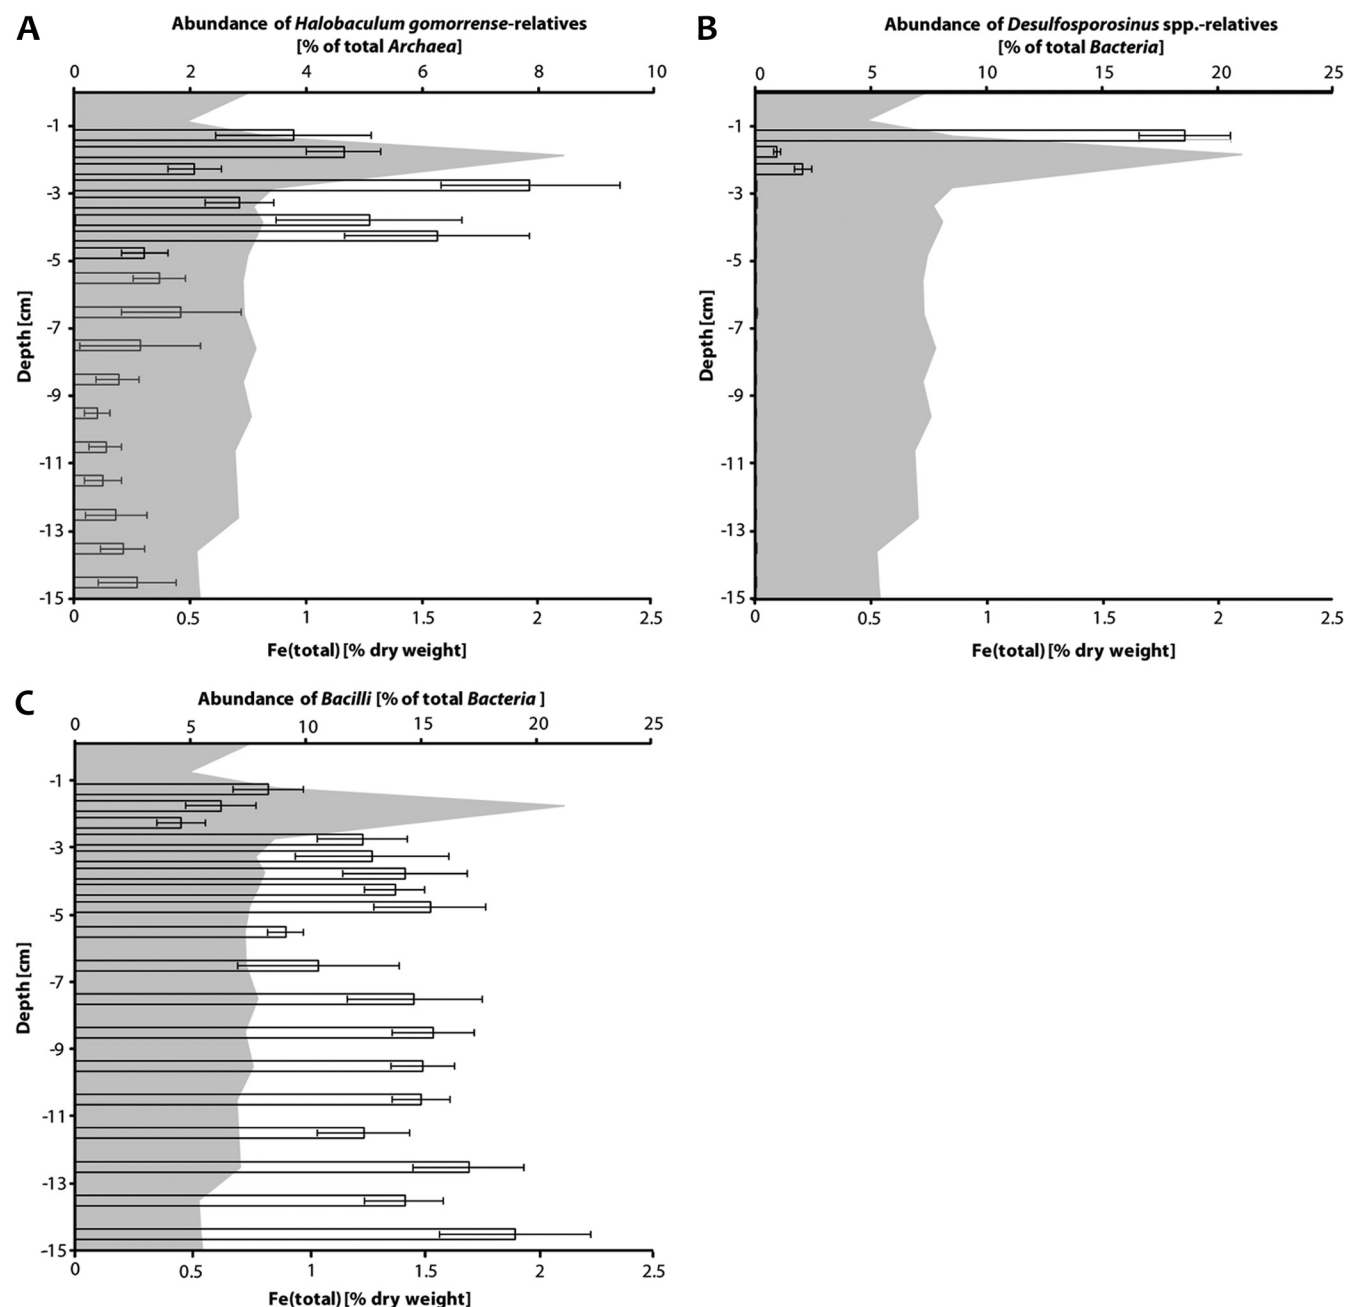 A
Abundance of Halobaculum gomorrense-relatives
[% of total Archaea]
0 2 4 6 8 10
-1
-3
-5
-7
-9
-11
-13
-15
Depth [cm]
0 0.5 1 1.5 2 2.5
Fe(total) [% dry weight]
B
Abundance of Desulfosporosinus spp.-relatives
[% of total Bacteria]
0 5 10 15 20 25
-1
-3
-5
-7
-9
-11
-13
-15
Depth [cm]
0 0.5 1 1.5 2 2.5
Fe(total) [% dry weight]
C
Abundance of Bacilli [% of total Bacteria ]
0 5 10 15 20 25
-1
-3
-5
-7
-9
-11
-13
-15
Depth [cm]
0 0.5 1 1.5 2 2.5
Fe(total) [% dry weight]